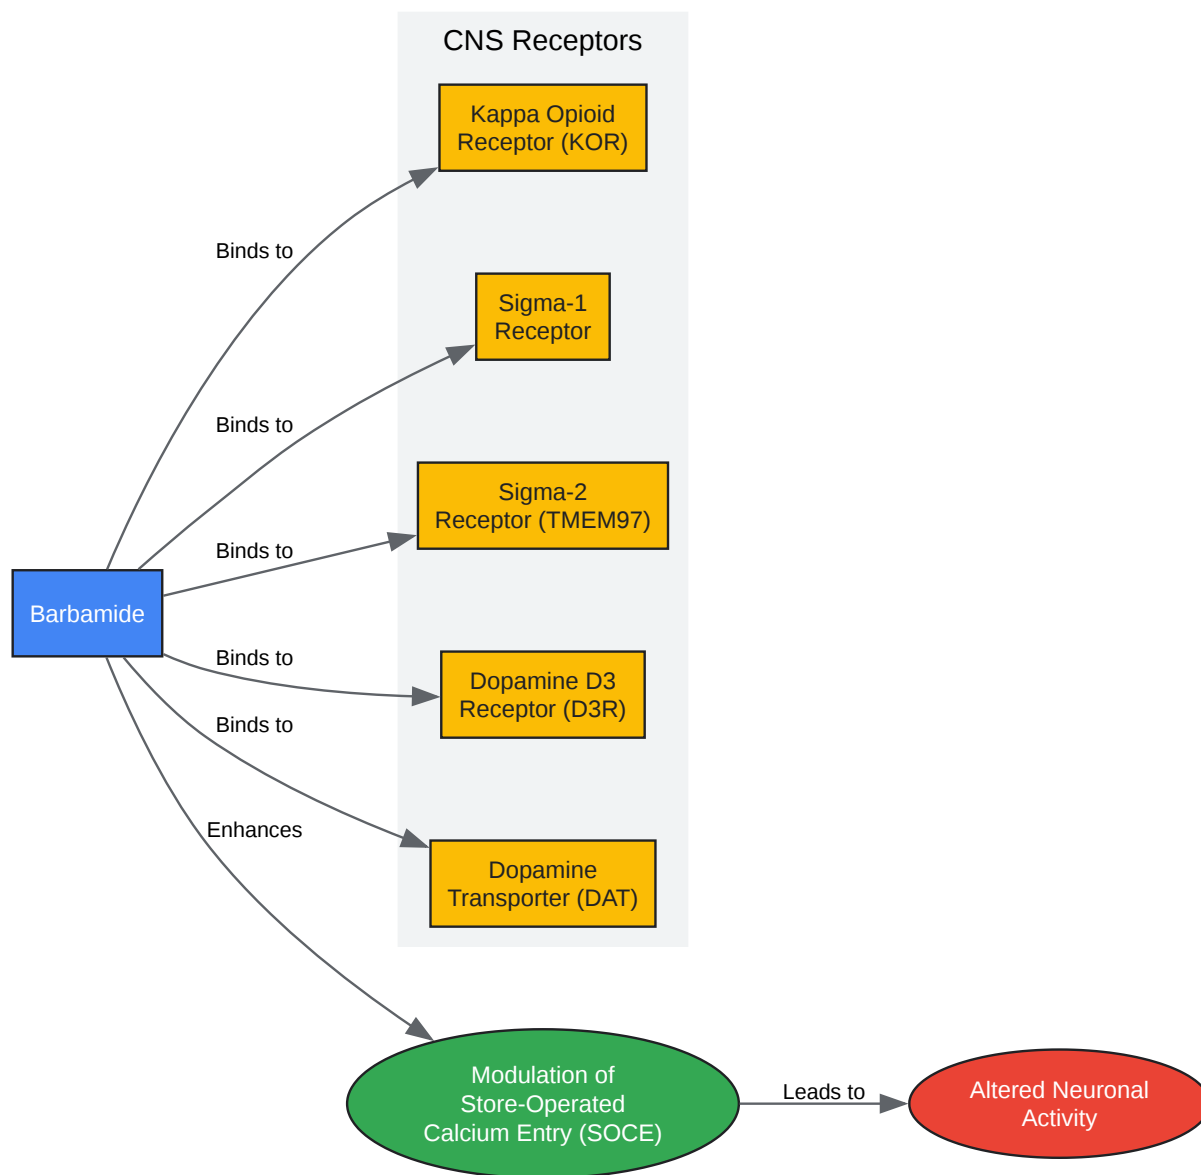 CNS Receptors
Kappa Opioid
Receptor (KOR)
Binds to
Sigma-1
Receptor
Binds to
Sigma-2
Receptor (TMEM97)
Binds to
Barbamide
Binds to
Dopamine D3
Receptor (D3R)
Binds to
Enhances
Dopamine
Transporter (DAT)
Modulation of
Store-Operated
Calcium Entry (SOCE)
Leads to
Altered Neuronal
Activity